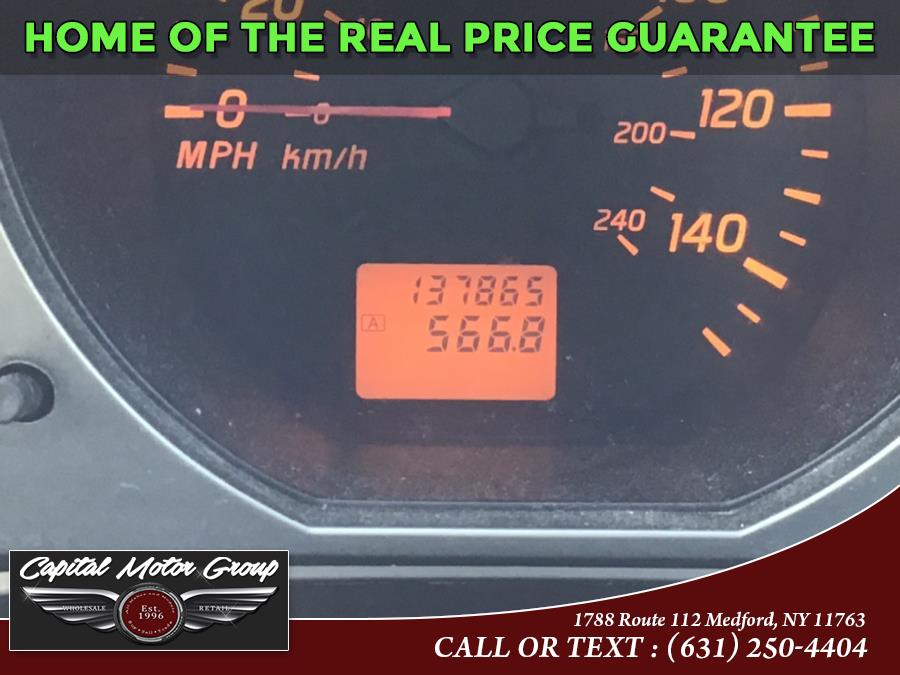 HOME OF THE REAL PRICE GUARANTEE
20
0 0
MPH km/h
200 120
240 140
137865
A 566.8
Capital Motor Group
WHOLESALE Est. 1996 RETAIL
1788 Route 112 Medford, NY 11763
CALL OR TEXT : (631) 250-4404